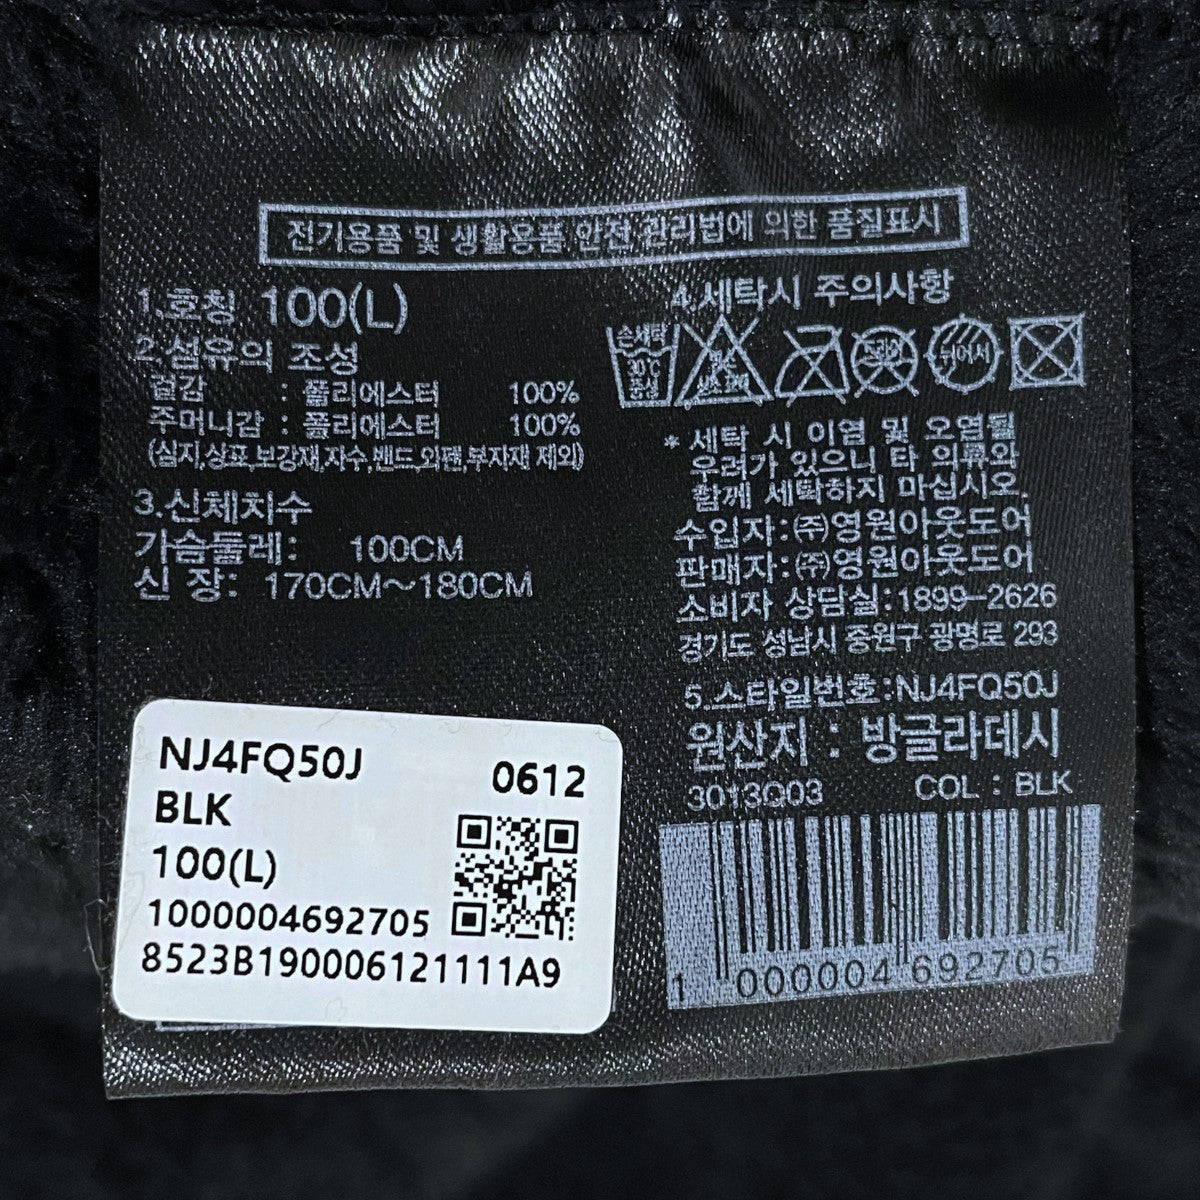 전기용품 및 생활용품 안전 관리법에 의한 품질표시
1.호칭 100(L)
2.섬유의 조성
겉감 : 폴리에스터 100%
주머니감 : 폴리에스터 100%
(심지,상표,보강재,자수,밴드,와펜,부자재 제외)
3.신체치수
가슴둘레: 100CM
신 장: 170CM~180CM
4.세탁시 주의사항
손세탁
30℃
중성
뉘어서
* 세탁 시 이염 및 오염될
우려가 있으니 타 의류와
함께 세탁하지 마십시오.
수입자:㈜영원아웃도어
판매자:㈜영원아웃도어
소비자 상담실:1899-2626
경기도 성남시 중원구 광명로 293
5.스타일번호:NJ4FQ50J
원산지 : 방글라데시
3013Q03 COL : BLK
1 000004 692705
NJ4FQ50J 0612
BLK
100(L)
1000004692705
8523B190006121111A9